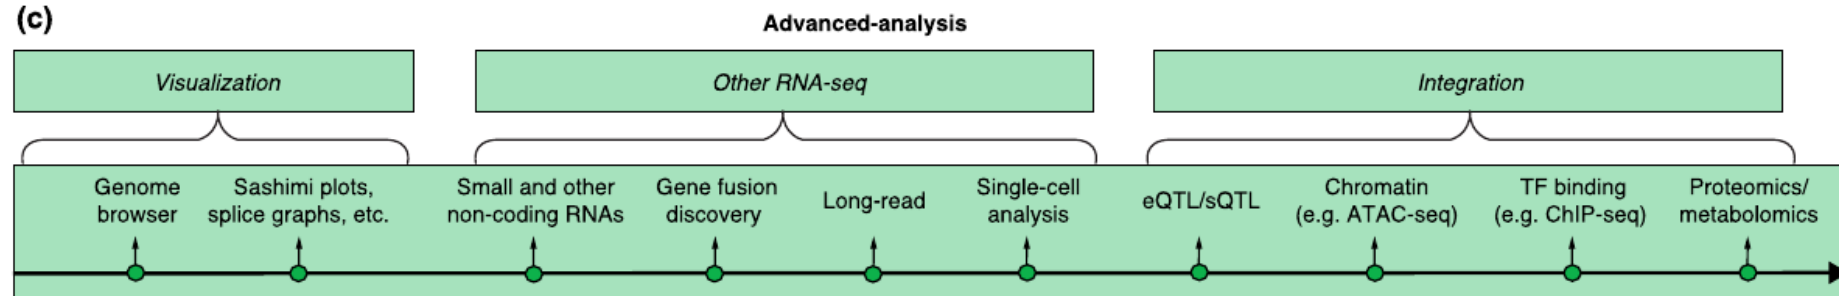 (c)
Advanced-analysis
Visualization
Other RNA-seq
Integration
Genome
browser
Sashimi plots,
splice graphs, etc.
Small and other
non-coding RNAs
Gene fusion
discovery
Long-read
Single-cell
analysis
eQTL/sQTL
Chromatin
(e.g. ATAC-seq)
TF binding
(e.g. ChIP-seq)
Proteomics/
metabolomics